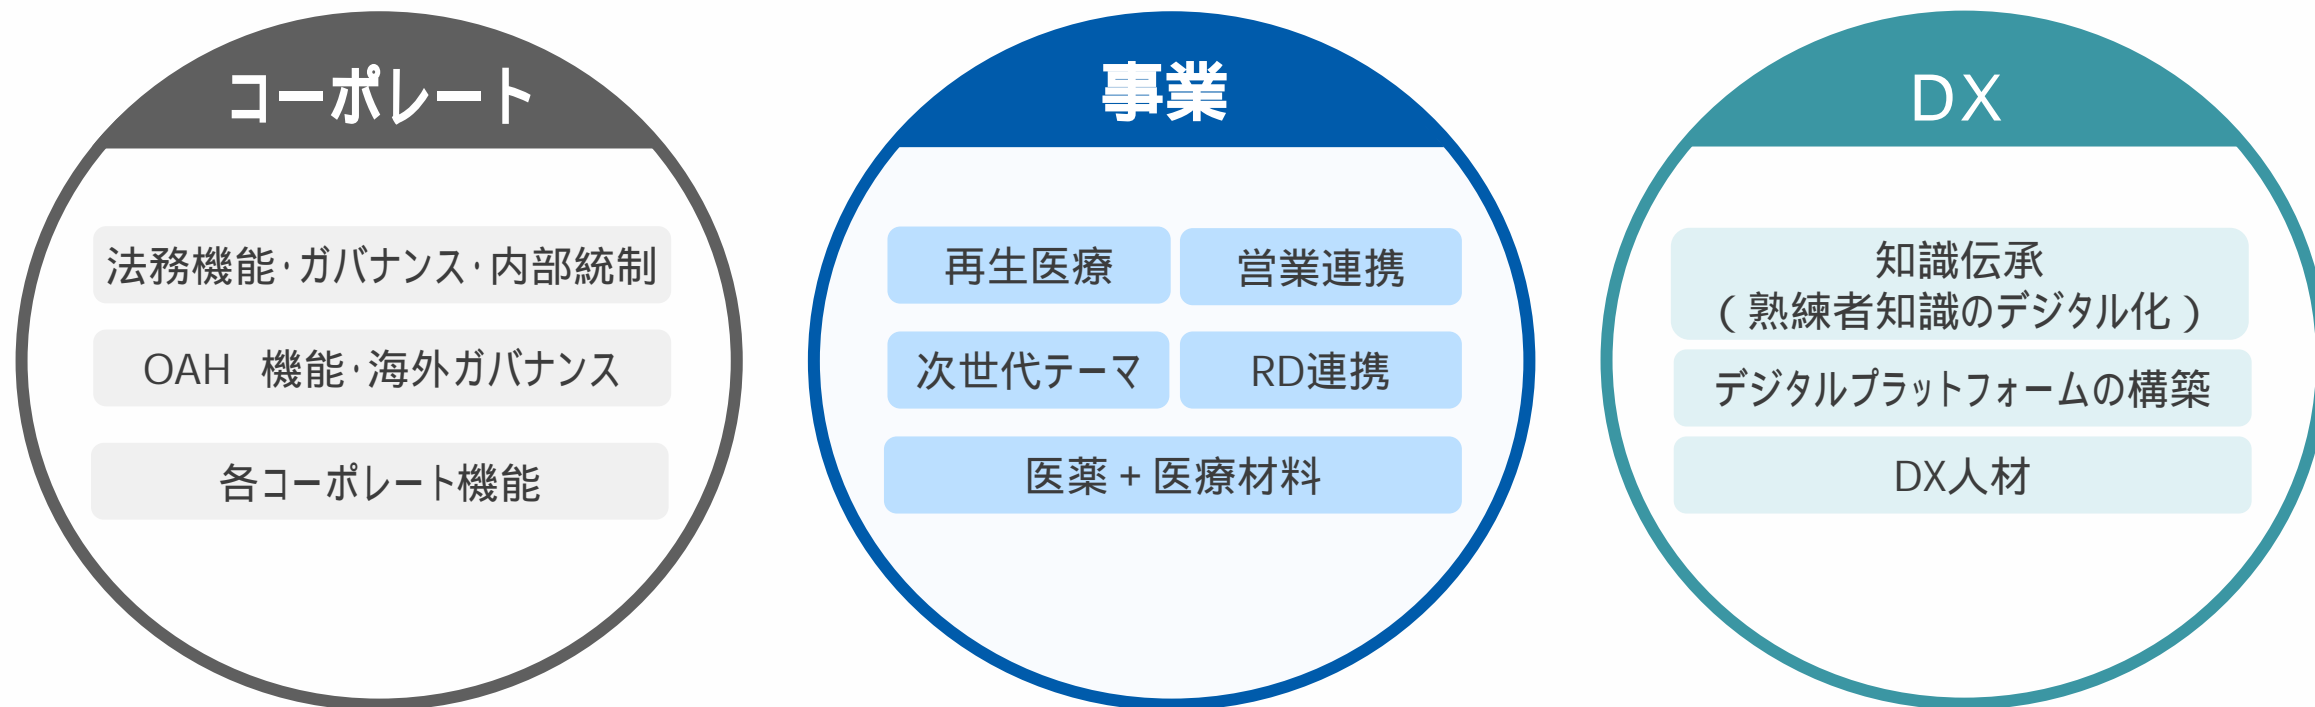 コーポレート
法務機能・ガバナンス・内部統制
OAH 機能・海外ガバナンス
各コーポレート機能
事業
再生医療
営業連携
次世代テーマ
RD連携
医薬+医療材料
DX
知識伝承
(熟練者知識のデジタル化)
デジタルプラットフォームの構築
DX人材